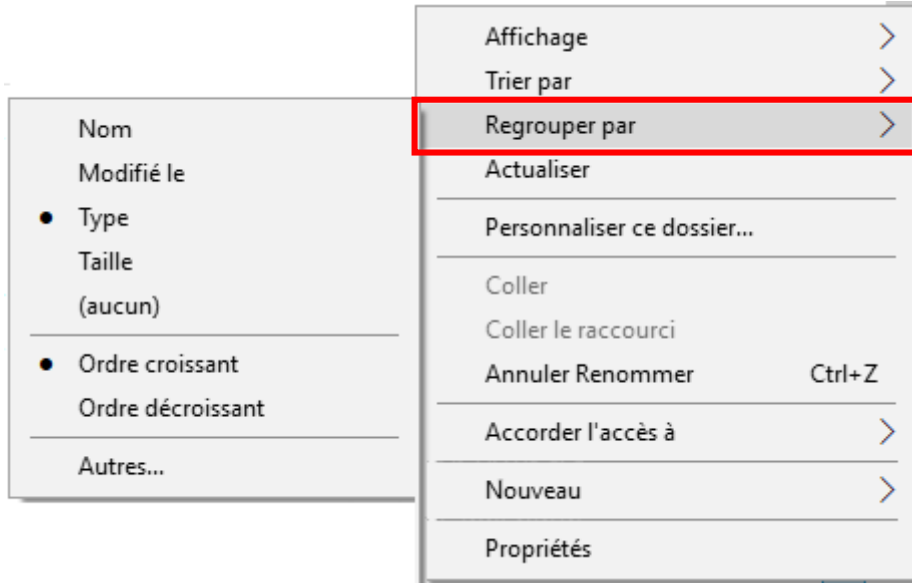 Affichage
Trier par
Regrouper par
Actualiser
Personnaliser ce dossier...
Coller
Coller le raccourci
Annuler Renommer Ctrl+Z
Accorder l'accès à
Nouveau
Propriétés
Nom
Modifié le
Type
Taille
(aucun)
Ordre croissant
Ordre décroissant
Autres...